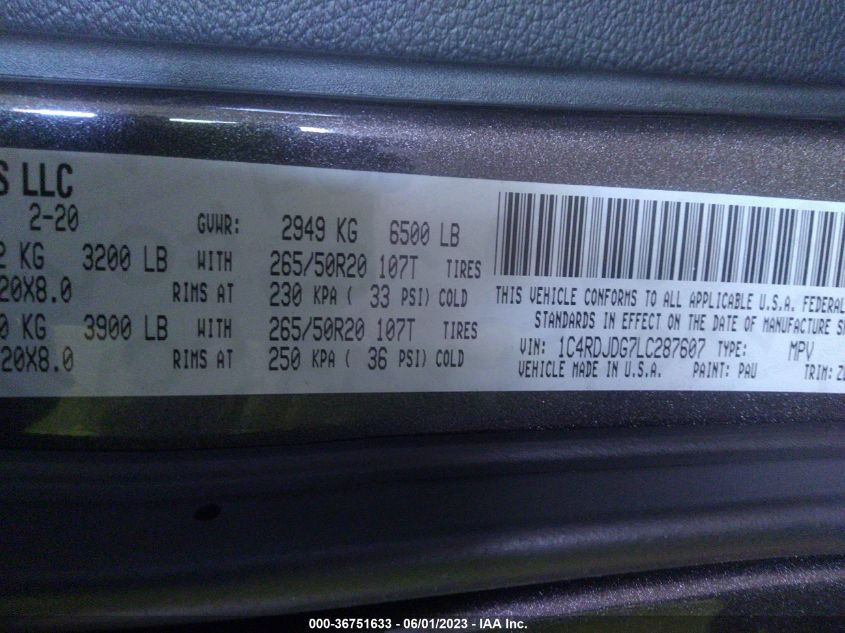 S LLC
2-20 GVWR: 2949 KG 6500 LB
2 KG 3200 LB WITH 265/50R20 107T TIRES
20X8.0 RIMS AT 230 KPA ( 33 PSI) COLD
0 KG 3900 LB WITH 265/50R20 107T TIRES
20X8.0 RIMS AT 250 KPA ( 36 PSI) COLD
THIS VEHICLE CONFORMS TO ALL APPLICABLE U.S.A. FEDERAL
STANDARDS IN EFFECT ON THE DATE OF MANUFACTURE SH
VIN: 1C4RDJDG7LC287607 TYPE: MPV
VEHICLE MADE IN U.S.A. PAINT: PAU TRIM:
000-36751633 - 06/01/2023 - IAA Inc.